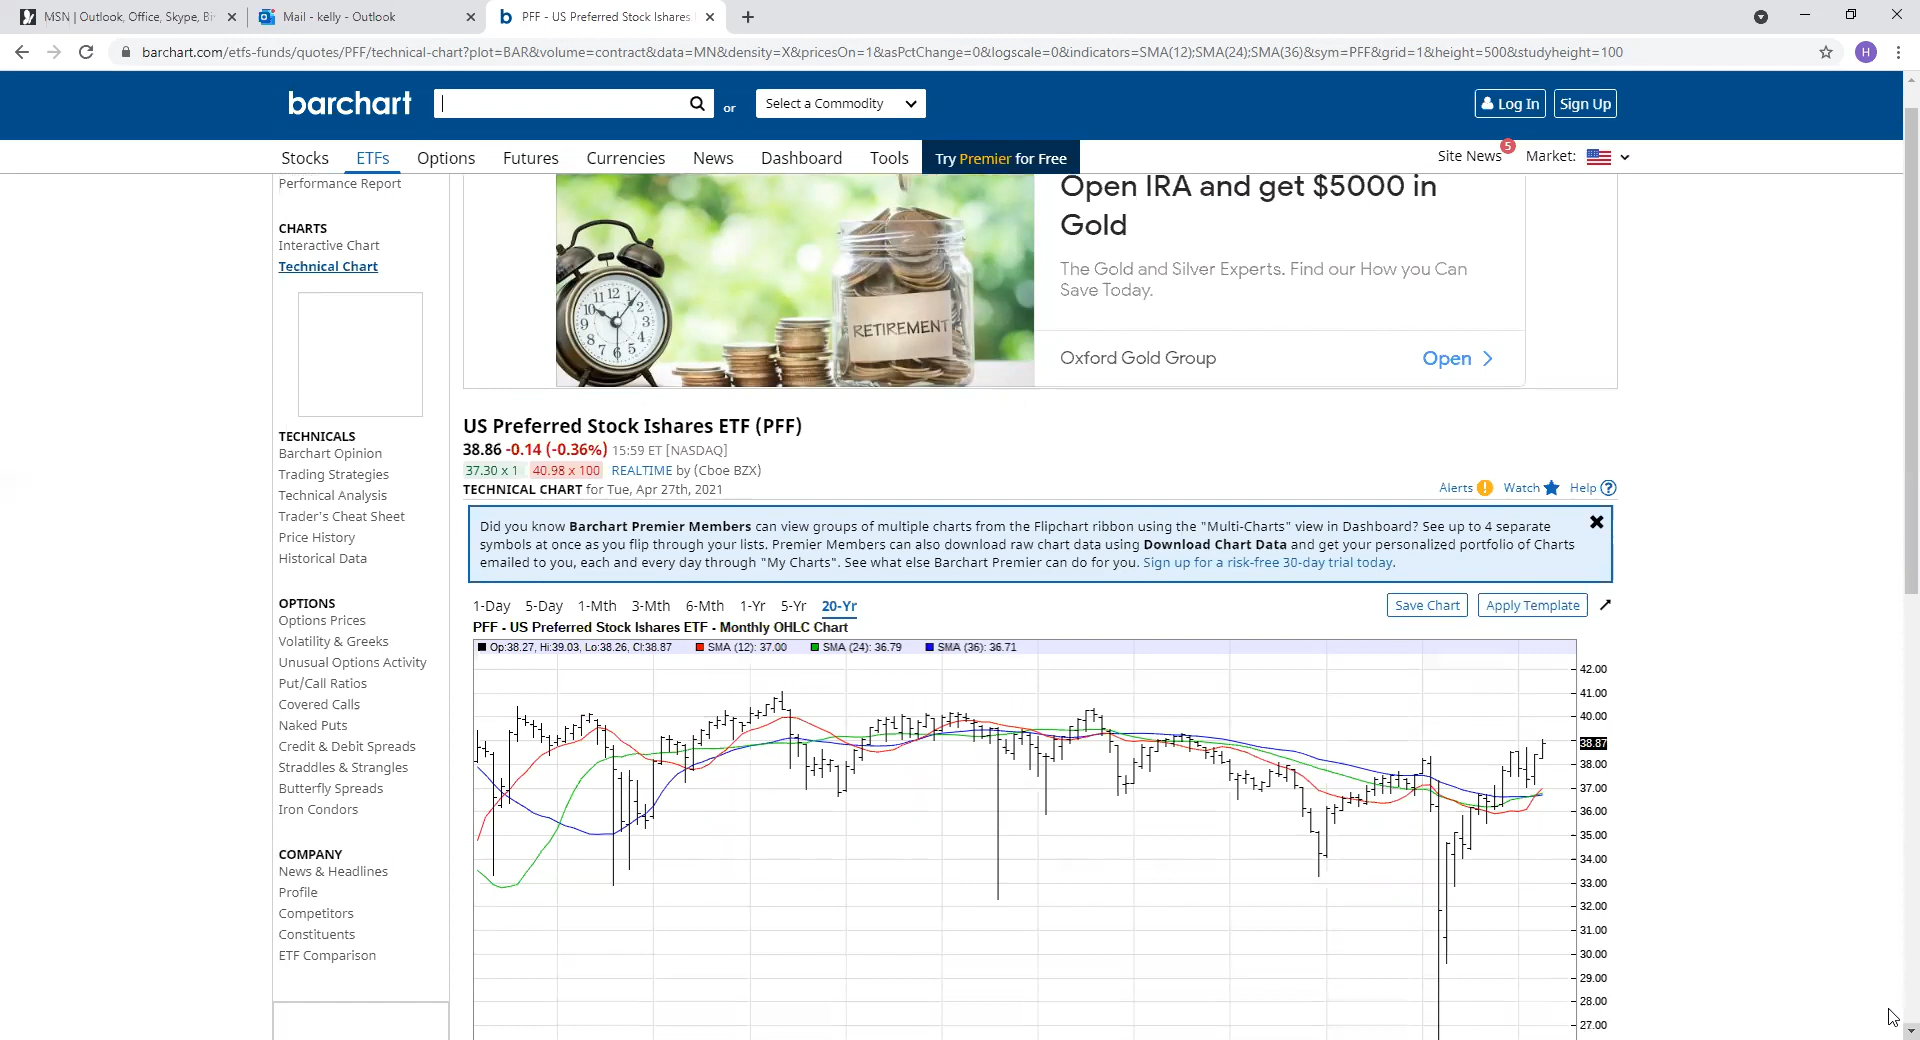 MSN | Outlook, Office, Skype, Bi
Mail - kelly - Outlook
PFF - US Preferred Stock Ishares
barchart.com/etfs-funds/quotes/PFF/technical-chart?plot=BAR&volume=contract&data=MN&density=X&pricesOn=1&asPctChange=0&logscale=0&indicators=SMA(12);SMA(24);SMA(36)&sym=PFF&grid=1&height=500&studyheight=100
H
barchart
or
Select a Commodity
Log In
Sign Up
Stocks
ETFs
Options
Futures
Currencies
News
Dashboard
Tools
Try Premier for Free
Site News
5
Market:
Performance Report
CHARTS
Interactive Chart
Technical Chart
TECHNICALS
Barchart Opinion
Trading Strategies
Technical Analysis
Trader's Cheat Sheet
Price History
Historical Data
OPTIONS
Options Prices
Volatility & Greeks
Unusual Options Activity
Put/Call Ratios
Covered Calls
Naked Puts
Credit & Debit Spreads
Straddles & Strangles
Butterfly Spreads
Iron Condors
COMPANY
News & Headlines
Profile
Competitors
Constituents
ETF Comparison
RETIREMENT
Open IRA and get $5000 in
Gold
The Gold and Silver Experts. Find our How you Can
Save Today.
Oxford Gold Group
Open
US Preferred Stock Ishares ETF (PFF)
38.86 -0.14 (-0.36%) 15:59 ET [NASDAQ]
37.30 x 1 40.98 x 100 REALTIME by (Cboe BZX)
TECHNICAL CHART for Tue, Apr 27th, 2021
Alerts
Watch
Help
Did you know Barchart Premier Members can view groups of multiple charts from the Flipchart ribbon using the "Multi-Charts" view in Dashboard? See up to 4 separate
symbols at once as you flip through your lists. Premier Members can also download raw chart data using Download Chart Data and get your personalized portfolio of Charts
emailed to you, each and every day through "My Charts". See what else Barchart Premier can do for you. Sign up for a risk-free 30-day trial today.
1-Day 5-Day 1-Mth 3-Mth 6-Mth 1-Yr 5-Yr 20-Yr
Save Chart
Apply Template
PFF - US Preferred Stock Ishares ETF - Monthly OHLC Chart
Op:38.27, Hi:39.03, Lo:38.26, Cl:38.87 SMA (12): 37.00 SMA (24): 36.79 SMA (36): 36.71
42.00
41.00
40.00
38.87
38.00
37.00
36.00
35.00
34.00
33.00
32.00
31.00
30.00
29.00
28.00
27.00